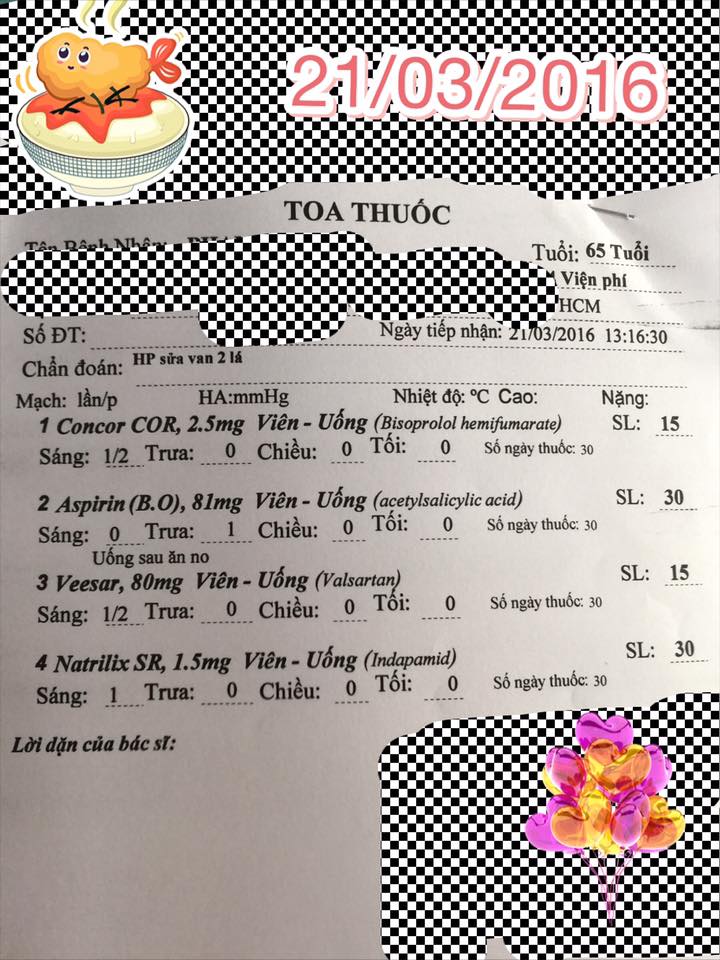 21/03/2016
TOA THUỐC
Tên Bệnh Nhân: Tuổi: 65 Tuổi
Viện phí
HCM
Số ĐT: Ngày tiếp nhận: 21/03/2016 13:16:30
Chẩn đoán: HP sửa van 2 lá
Mạch: lần/p HA:mmHg Nhiệt độ: ºC Cao: Nặng:
1 Concor COR, 2.5mg Viên - Uống (Bisoprolol hemifumarate) SL: 15
Sáng: 1/2 Trưa: 0 Chiều: 0 Tối: 0 Số ngày thuốc: 30
2 Aspirin (B.O), 81mg Viên - Uống (acetylsalicylic acid) SL: 30
Sáng: 0 Trưa: 1 Chiều: 0 Tối: 0 Số ngày thuốc: 30
Uống sau ăn no
3 Veesar, 80mg Viên - Uống (Valsartan) SL: 15
Sáng: 1/2 Trưa: 0 Chiều: 0 Tối: 0 Số ngày thuốc: 30
4 Natrilix SR, 1.5mg Viên - Uống (Indapamid) SL: 30
Sáng: 1 Trưa: 0 Chiều: 0 Tối: 0 Số ngày thuốc: 30
Lời dặn của bác sĩ: